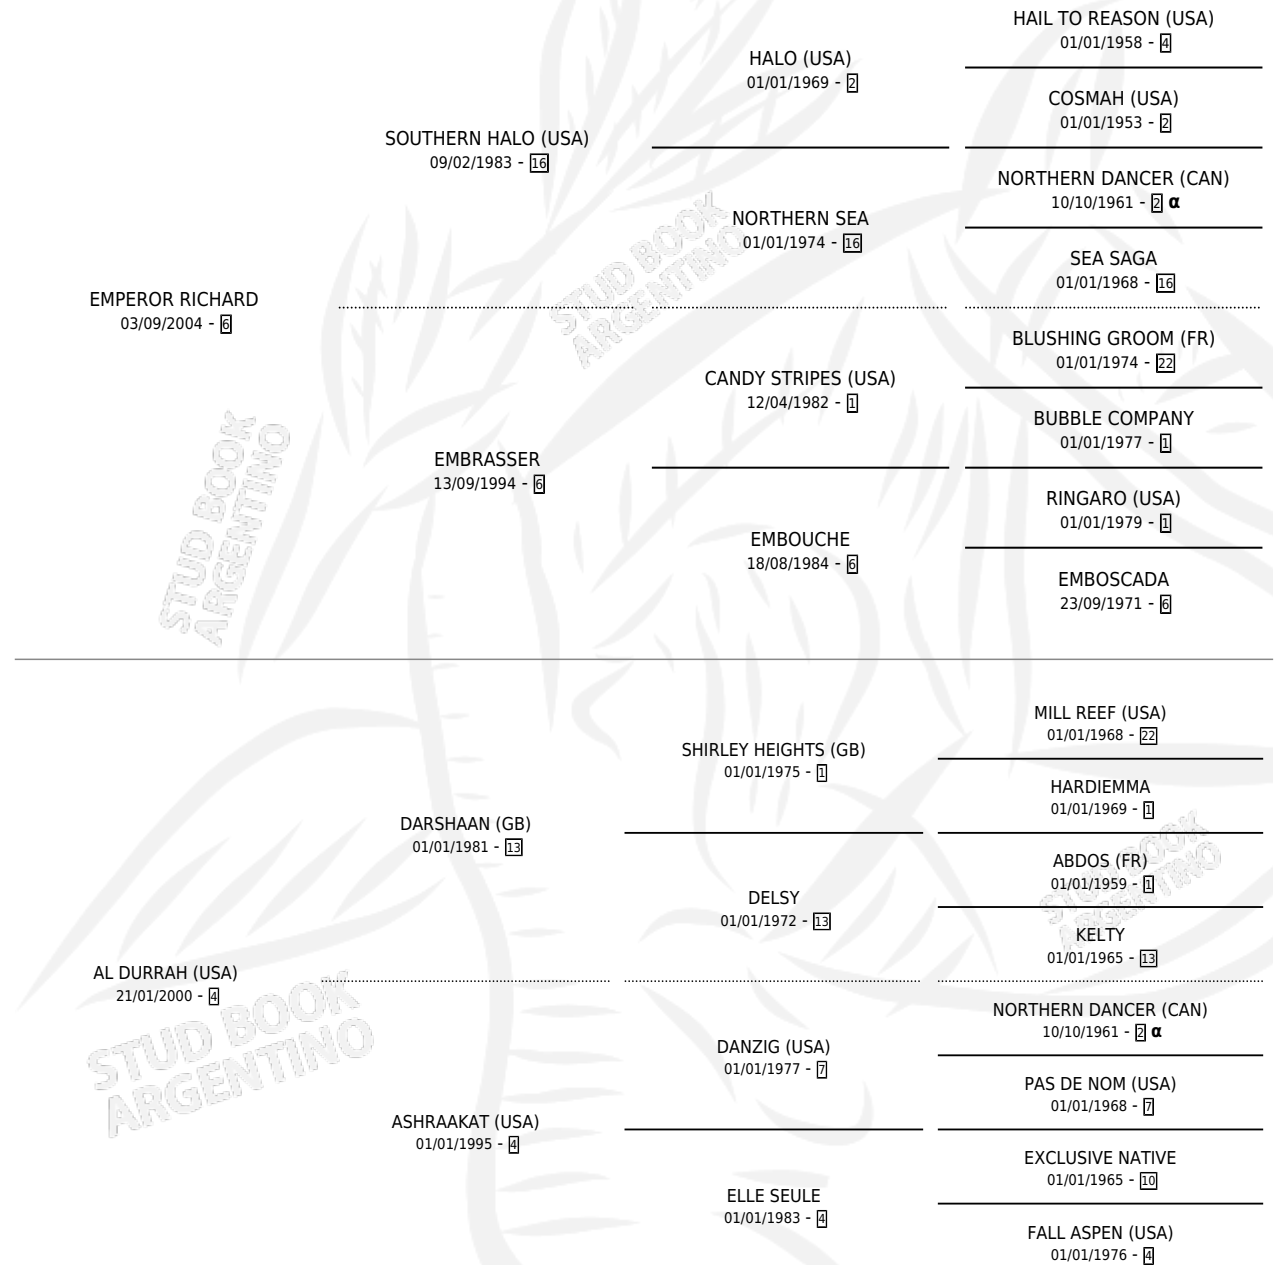 HAIL TO REASON (USA)
01/01/1958 - 4
HALO (USA)
01/01/1969 - 2
COSMAH (USA)
01/01/1953 - 2
SOUTHERN HALO (USA)
09/02/1983 - 16
NORTHERN DANCER (CAN)
10/10/1961 - 2 α
NORTHERN SEA
01/01/1974 - 16
SEA SAGA
01/01/1968 - 16
EMPEROR RICHARD
03/09/2004 - 6
BLUSHING GROOM (FR)
01/01/1974 - 22
CANDY STRIPES (USA)
12/04/1982 - 1
BUBBLE COMPANY
01/01/1977 - 1
EMBRASSER
13/09/1994 - 6
RINGARO (USA)
01/01/1979 - 1
EMBOUCHE
18/08/1984 - 6
EMBOSCADA
23/09/1971 - 6
MILL REEF (USA)
01/01/1968 - 22
SHIRLEY HEIGHTS (GB)
01/01/1975 - 1
HARDIEMMA
01/01/1969 - 1
DARSHAAN (GB)
01/01/1981 - 13
ABDOS (FR)
01/01/1959 - 1
DELSY
01/01/1972 - 13
KELTY
01/01/1965 - 13
AL DURRAH (USA)
21/01/2000 - 4
NORTHERN DANCER (CAN)
10/10/1961 - 2 α
DANZIG (USA)
01/01/1977 - 7
PAS DE NOM (USA)
01/01/1968 - 7
ASHRAAKAT (USA)
01/01/1995 - 4
EXCLUSIVE NATIVE
01/01/1965 - 10
ELLE SEULE
01/01/1983 - 4
FALL ASPEN (USA)
01/01/1976 - 4
STUD BOOK
ARGENTINO
STUD BOOK
ARGENTINO
STUD BOOK
ARGENTINO
STUD BOOK
ARGENTINO